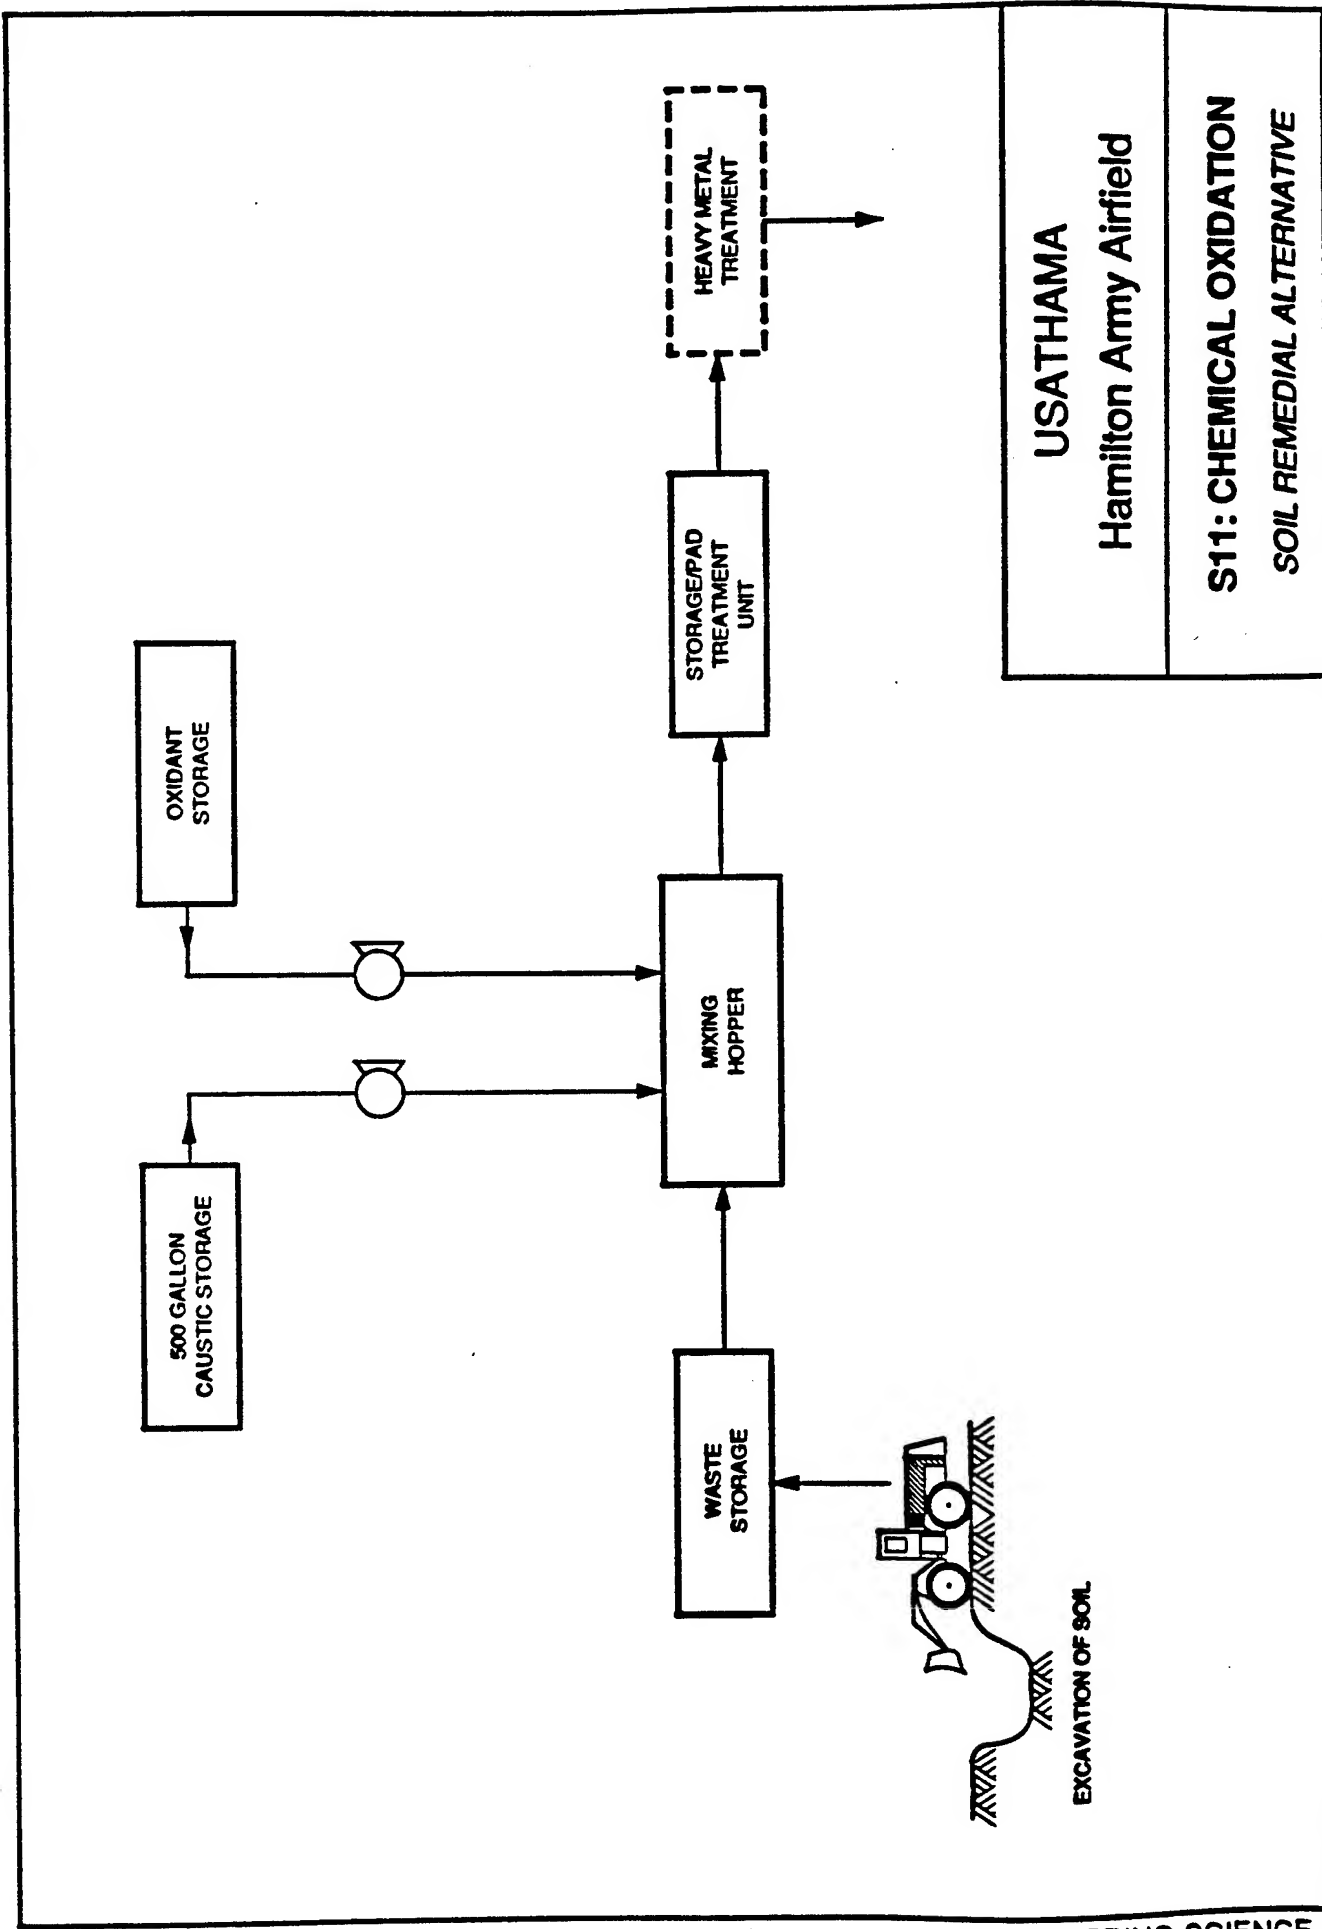 500 GALLON
CAUSTIC STORAGE
OXIDANT
STORAGE
WASTE
STORAGE
MIXING
HOPPER
STORAGE/PAD
TREATMENT
UNIT
HEAVY METAL
TREATMENT
EXCAVATION OF SOIL
USATHAMA
Hamilton Army Airfield
S11: CHEMICAL OXIDATION
SOIL REMEDIAL ALTERNATIVE
SCIENCE